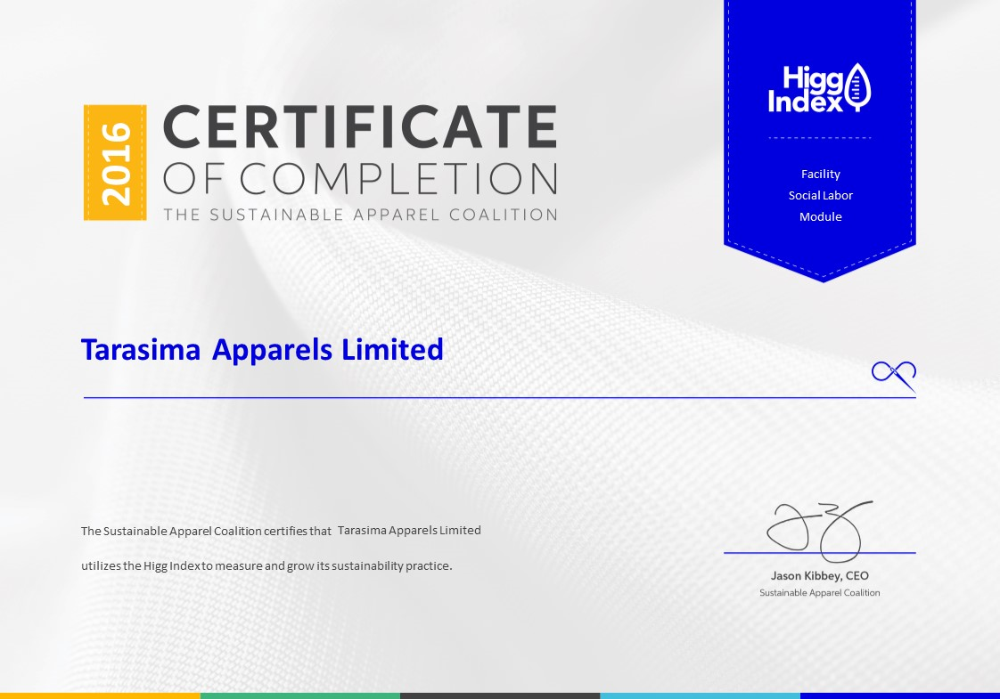 2016
CERTIFICATE
OF COMPLETION
THE SUSTAINABLE APPAREL COALITION
Higg
Index
Facility
Social Labor
Module
Tarasima Apparels Limited
The Sustainable Apparel Coalition certifies that Tarasima Apparels Limited
utilizes the Higg Index to measure and grow its sustainability practice.
Jason Kibbey, CEO
Sustainable Apparel Coalition